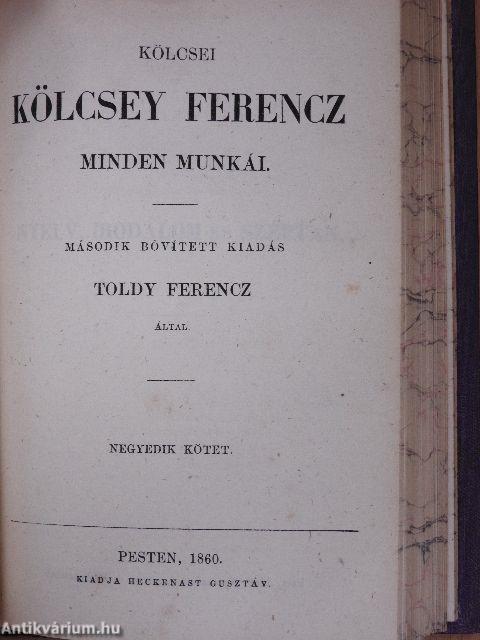 KÖLCSEI
KÖLCSEY FERENCZ
MINDEN MUNKÁI.
MÁSODIK BŐVÍTETT KIADÁS
TOLDY FERENCZ
ÁLTAL.
NEGYEDIK KÖTET.
PESTEN, 1860.
KIADJA HECKENAST GUSZTÁV.
Antikvárium.hu